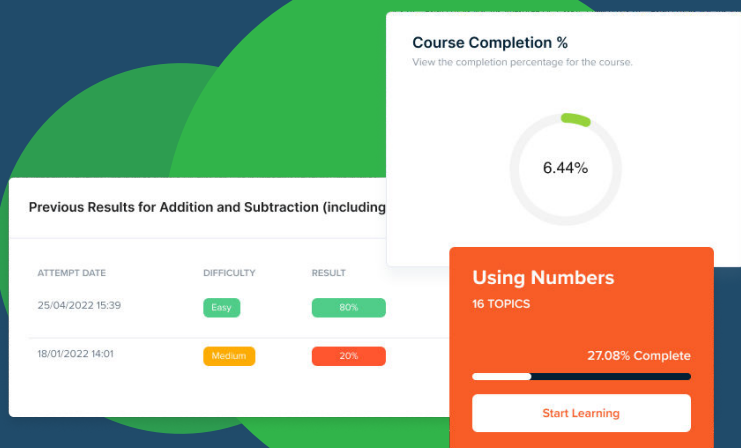 Course Completion %
View the completion percentage for the course.
6.44%
Previous Results for Addition and Subtraction (including
ATTEMPT DATE DIFFICULTY RESULT
25/04/2022 15:39 Easy 80%
18/01/2022 14:01 Medium 20%
Using Numbers
16 TOPICS
27.08% Complete
Start Learning